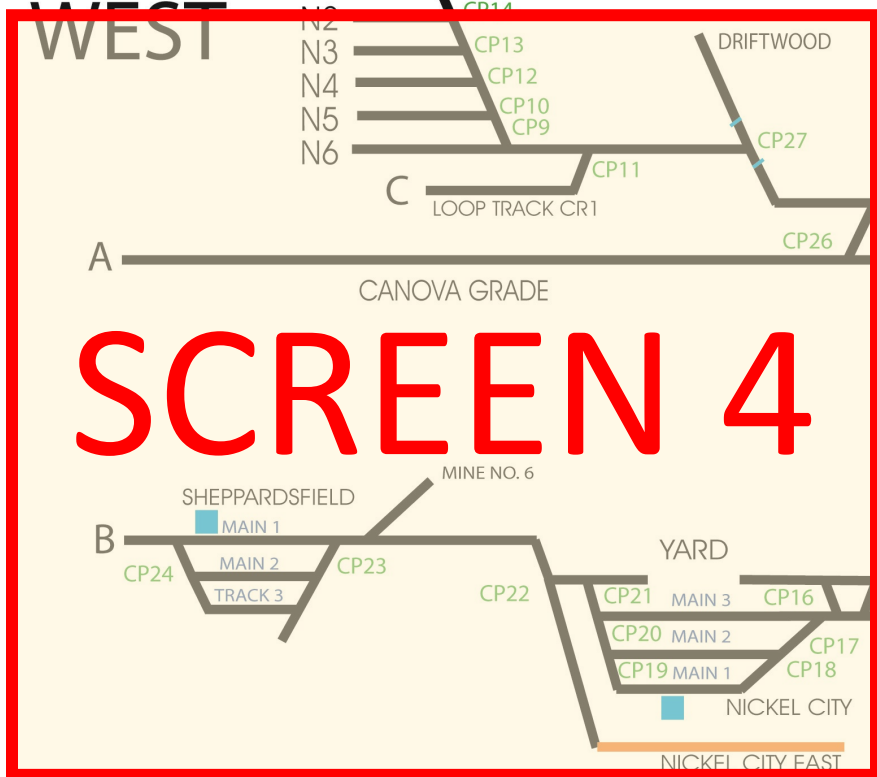 WEST
CP14
N2
N3
CP13
DRIFTWOOD
N4
CP12
N5
CP10
CP9
N6
CP27
CP11
C
LOOP TRACK CR1
CP26
A
CANOVA GRADE
SCREEN 4
MINE NO. 6
SHEPPARDSFIELD
MAIN 1
B
MAIN 2
CP24
CP23
TRACK 3
YARD
CP22
CP21
MAIN 3
CP16
CP20
MAIN 2
CP17
CP19
MAIN 1
CP18
NICKEL CITY
NICKEL CITY EAST